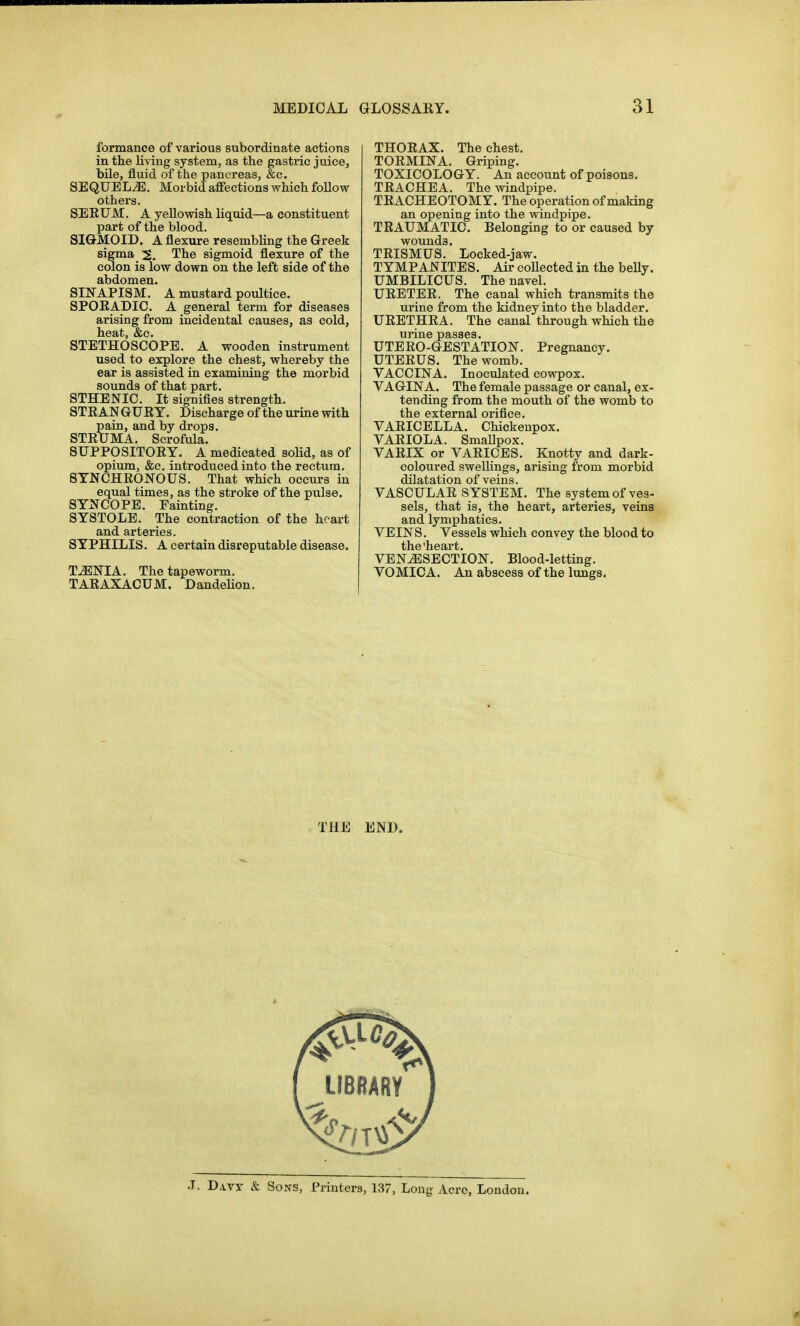 MEDICAL GLOSSARY. 31
formance of various subordinate actions
in the living system, as the gastric juice,
bile, fluid of the pancreas, &c.
SEQUELÆ. Morbid affections which follow
others.
SERUM. A yellowish liquid—a constituent
part of the blood.
SIGMOID. A flexure resembling the Greek
sigma Σ. The sigmoid flexure of the
colon is low down on the left side of the
abdomen.
SINAPISM. A mustard poultice.
SPORADIC. A general term for diseases
arising from incidental causes, as cold,
heat, &c.
STETHOSCOPE. A wooden instrument
used to explore the chest, whereby the
ear is assisted in examining the morbid
sounds of that part.
STHENIC. It signifies strength.
STRANGURY. Discharge of the urine with
pain, and by drops.
STRUMA. Scrofula.
SUPPOSITORY. A medicated solid, as of
opium, &c. introduced into the rectum.
SYNCHRONOUS. That which occurs in
equal times, as the stroke of the pulse.
SYNCOPE. Fainting.
SYSTOLE. The contraction of the heart
and arteries.
SYPHILIS. A certain disreputable disease.
TÆNIA. The tapeworm.
TARAXACUM. Dandelion.
THORAX. The chest.
TORMINA. Griping.
TOXICOLOGY. An account of poisons.
TRACHEA. The windpipe.
TRACHEOTOMY. The operation of making
an opening into the windpipe.
TRAUMATIC. Belonging to or caused by
wounds.
TRISMUS. Locked-jaw.
TYMPANITES. Air collected in the belly.
UMBILICUS. The navel.
URETER. The canal which transmits the
urine from the kidney into the bladder.
URETHRA. The canal through which the
urine passes.
UTERO-GESTATION. Pregnancy.
UTERUS. The womb.
VACCINA. Inoculated cowpox.
VAGINA. The female passage or canal, ex-
tending from the mouth of the womb to
the external orifice.
VARICELLA. Chickenpox.
VARIOLA. Smallpox.
VARIX or VARICES. Knotty and dark-
coloured swellings, arising from morbid
dilatation of veins.
VASCULAR SYSTEM. The system of ves-
sels, that is, the heart, arteries, veins
and lymphatics.
VEINS. Vessels which convey the blood to
the heart.
VENÆSECTION. Blood-letting.
VOMICA. An abscess of the lungs.
THE END.
LIBRARY
J. DAVY & SONS, Printers, 137, Long Acre, London.